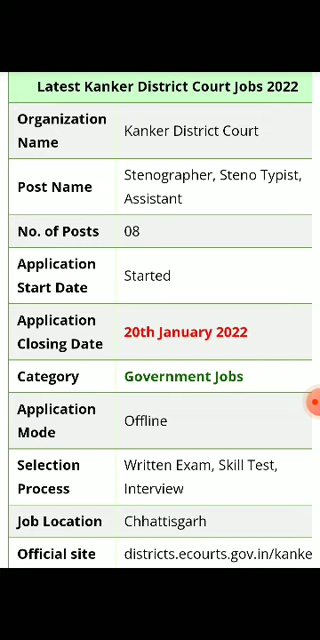 Latest Kanker District Court Jobs 2022
Organization Name Kanker District Court
Post Name Stenographer, Steno Typist, Assistant
No. of Posts 08
Application Start Date Started
Application Closing Date 20th January 2022
Category Government Jobs
Application Mode Offline
Selection Process Written Exam, Skill Test, Interview
Job Location Chhattisgarh
Official site districts.ecourts.gov.in/kanke